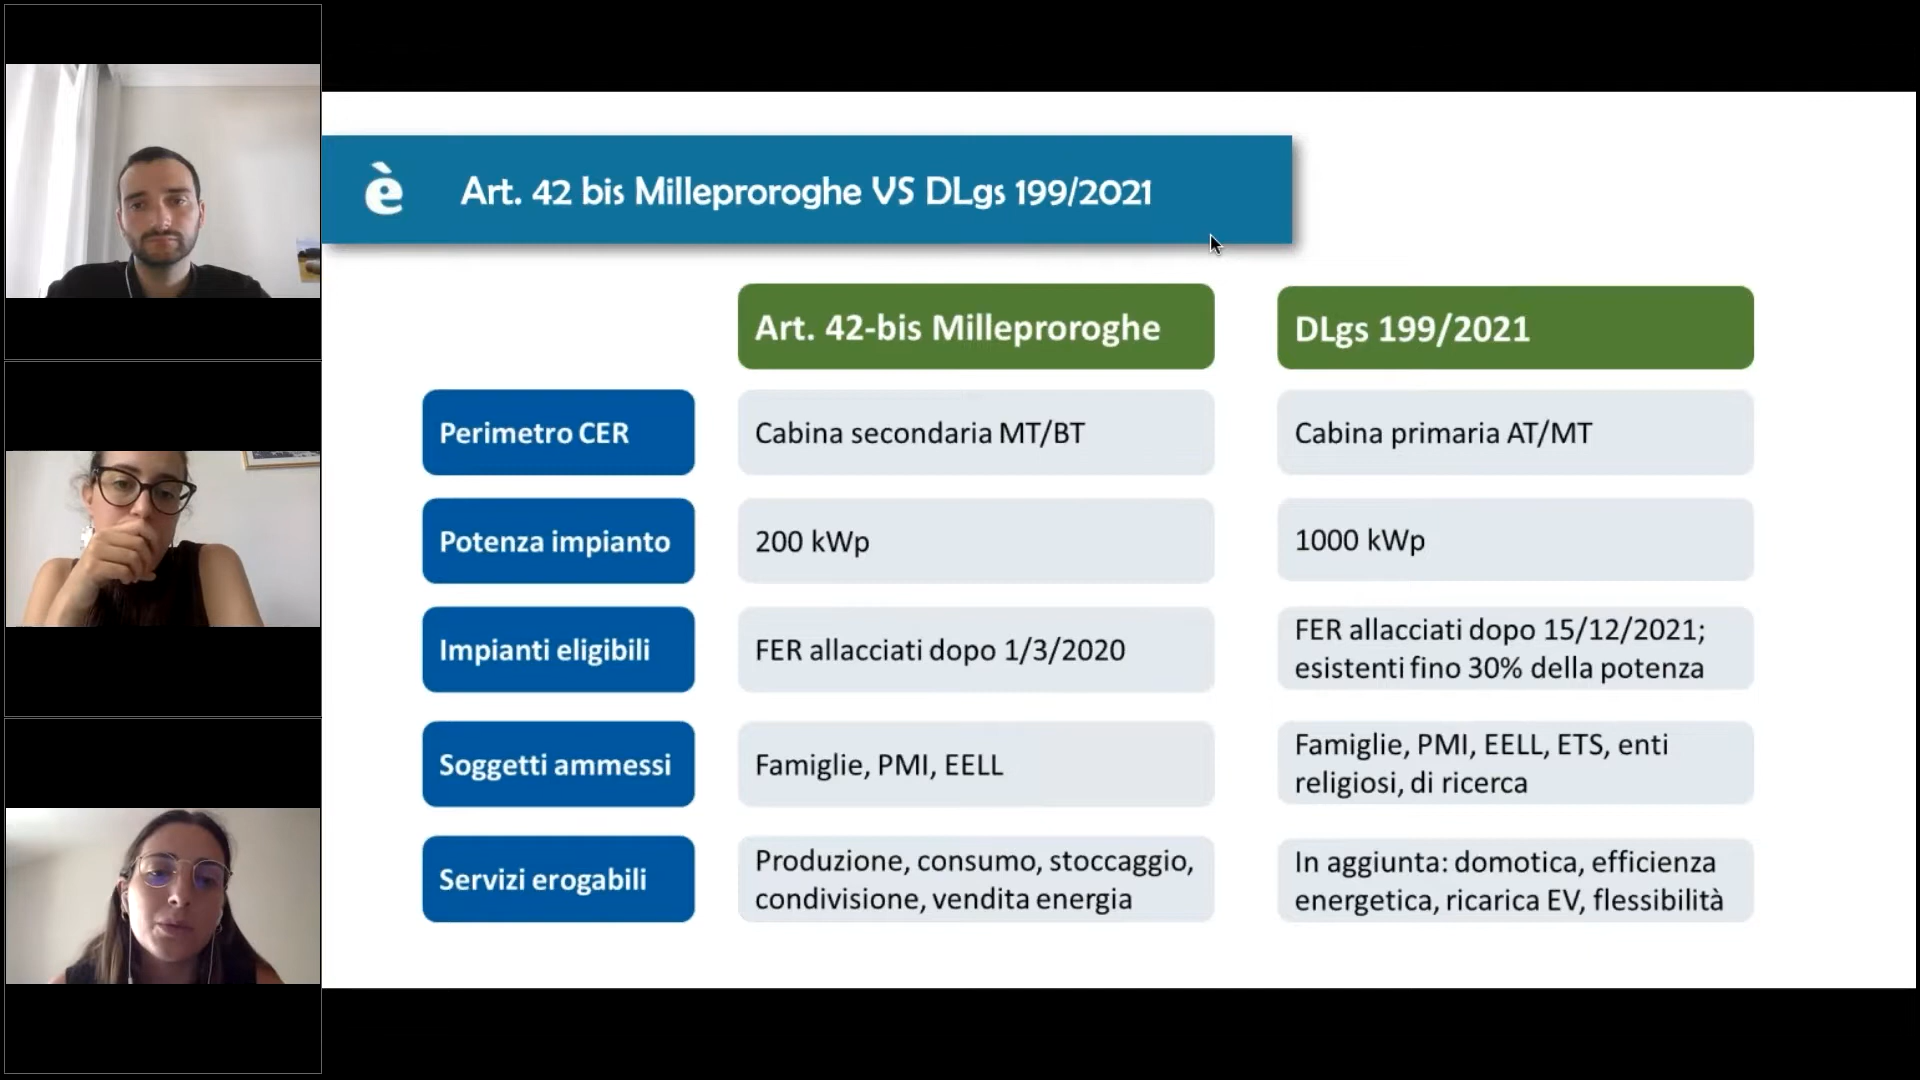 è
Art. 42 bis Milleproroghe VS DLgs 199/2021
Art. 42-bis Milleproroghe
DLgs 199/2021
Perimetro CER
Cabina secondaria MT/BT
Cabina primaria AT/MT
Potenza impianto
200 kWp
1000 kWp
Impianti eligibili
FER allacciati dopo 1/3/2020
FER allacciati dopo 15/12/2021;
esistenti fino 30% della potenza
Soggetti ammessi
Famiglie, PMI, EELL
Famiglie, PMI, EELL, ETS, enti
religiosi, di ricerca
Servizi erogabili
Produzione, consumo, stoccaggio,
condivisione, vendita energia
In aggiunta: domotica, efficienza
energetica, ricarica EV, flessibilità